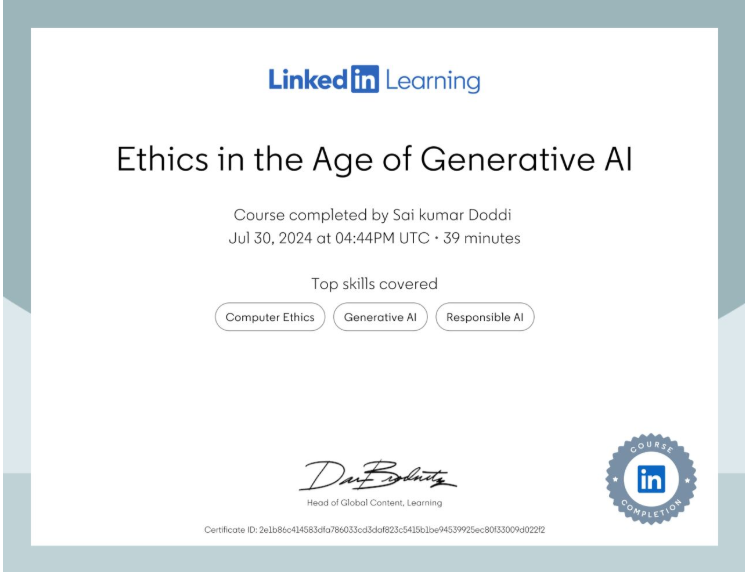 Linked in Learning
Ethics in the Age of Generative AI
Course completed by Sai kumar Doddi
Jul 30, 2024 at 04:44PM UTC • 39 minutes
Top skills covered
Computer Ethics Generative AI Responsible AI
Head of Global Content, Learning
COURSE
in
COMPLETION
Certificate ID: 2e1b86c414583dfa786033cd3daf823c5415b1be94539925ec80f33009d022f2